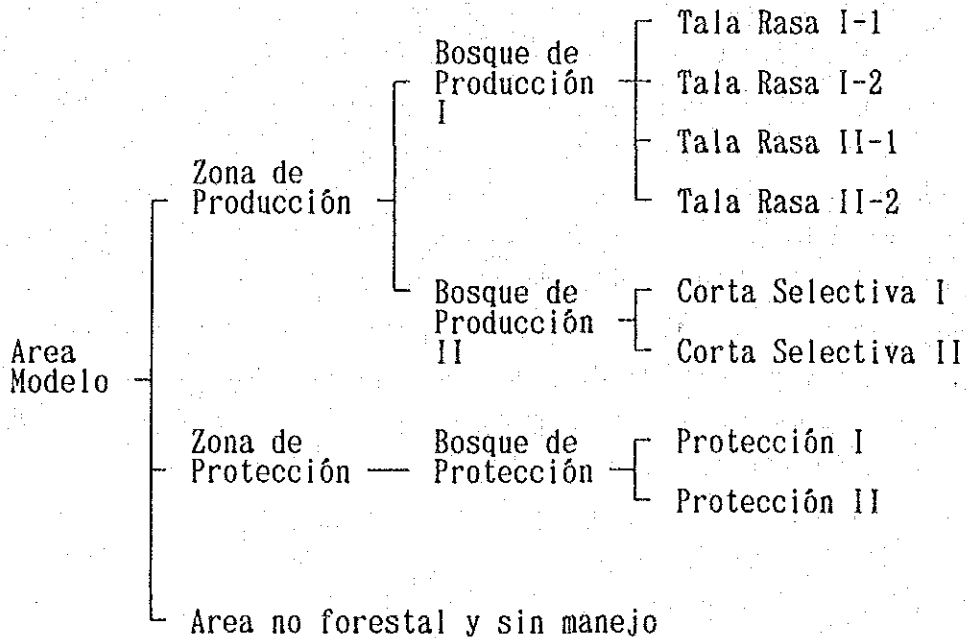 Area
Modelo
Zona de
Producción
Bosque de
Producción
I
Tala Rasa I-1
Tala Rasa I-2
Tala Rasa II-1
Tala Rasa II-2
Bosque de
Producción
II
Corta Selectiva I
Corta Selectiva II
Zona de
Protección
Bosque de
Protección
Protección I
Protección II
Area no forestal y sin manejo